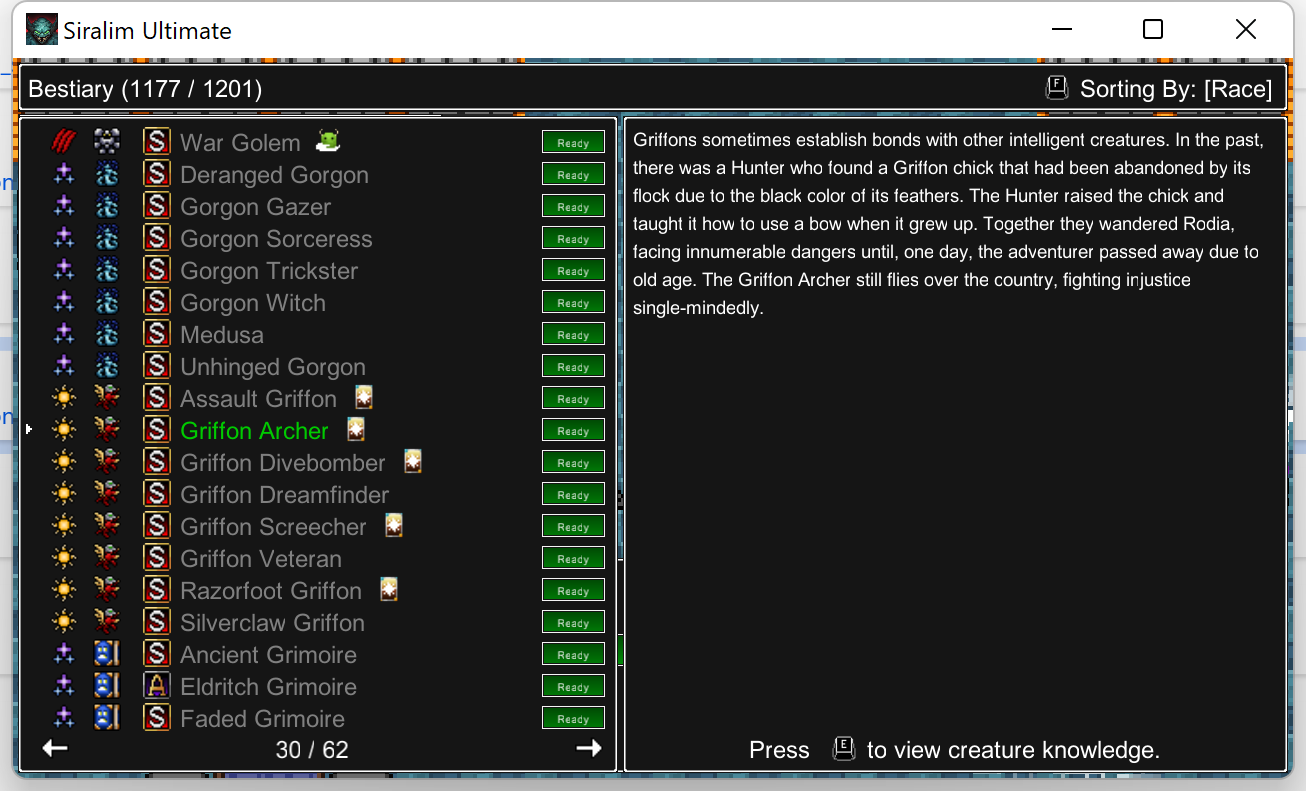 Siralim Ultimate
Bestiary (1177 / 1201)
F Sorting By: [Race]
S War Golem Ready
S Deranged Gorgon Ready
S Gorgon Gazer Ready
S Gorgon Sorceress Ready
S Gorgon Trickster Ready
S Gorgon Witch Ready
S Medusa Ready
S Unhinged Gorgon Ready
S Assault Griffon Ready
S Griffon Archer Ready
S Griffon Divebomber Ready
S Griffon Dreamfinder Ready
S Griffon Screecher Ready
S Griffon Veteran Ready
S Razorfoot Griffon Ready
S Silverclaw Griffon Ready
S Ancient Grimoire Ready
A Eldritch Grimoire Ready
S Faded Grimoire Ready
30 / 62
Griffons sometimes establish bonds with other intelligent creatures. In the past,
there was a Hunter who found a Griffon chick that had been abandoned by its
flock due to the black color of its feathers. The Hunter raised the chick and
taught it how to use a bow when it grew up. Together they wandered Rodia,
facing innumerable dangers until, one day, the adventurer passed away due to
old age. The Griffon Archer still flies over the country, fighting injustice
single-mindedly.
Press E to view creature knowledge.